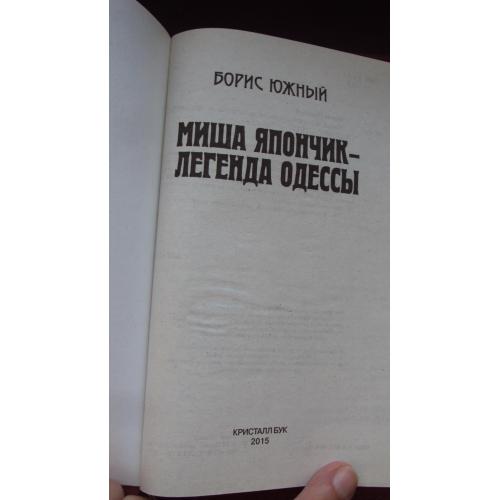 БОРИС ЮЖНЫЙ
МИША ЯПОНЧИК–
ЛЕГЕНДА ОДЕССЫ
КРИСТАЛЛ БУК
2015